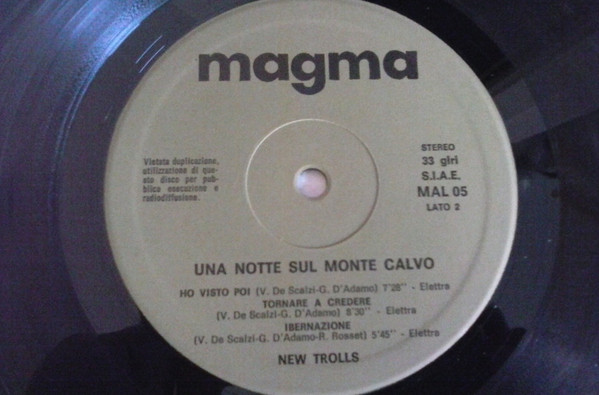 magma
Vietata duplicazione,
utilizzazione di que-
sto disco per pub-
blica esecuzione e
radiodiffusione.
STEREO
33 giri
S.I.A.E.
MAL 05
LATO 2
UNA NOTTE SUL MONTE CALVO
HO VISTO POI (V. De Scalzi-G. D'Adamo) 7'28'' - Elettra
TORNARE A CREDERE
(V. De Scalzi-G. D'Adamo) 8'30'' - Elettra
IBERNAZIONE
(V. De Scalzi-G. D'Adamo-R. Rosset) 5'45'' - Elettra
NEW TROLLS